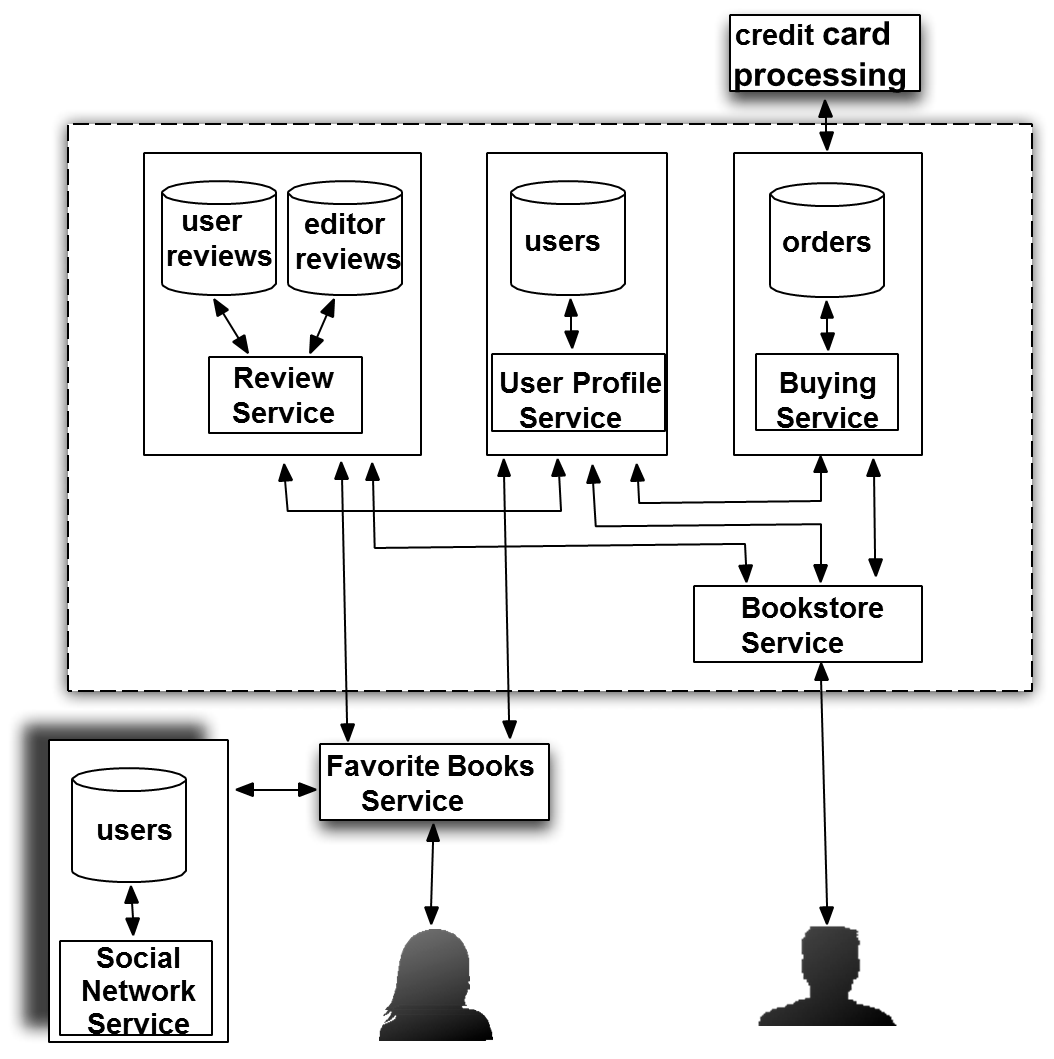 credit card
processing
user
reviews
editor
reviews
users
orders
Review
Service
User Profile
Service
Buying
Service
Bookstore
Service
Favorite Books
Service
users
Social
Network
Service